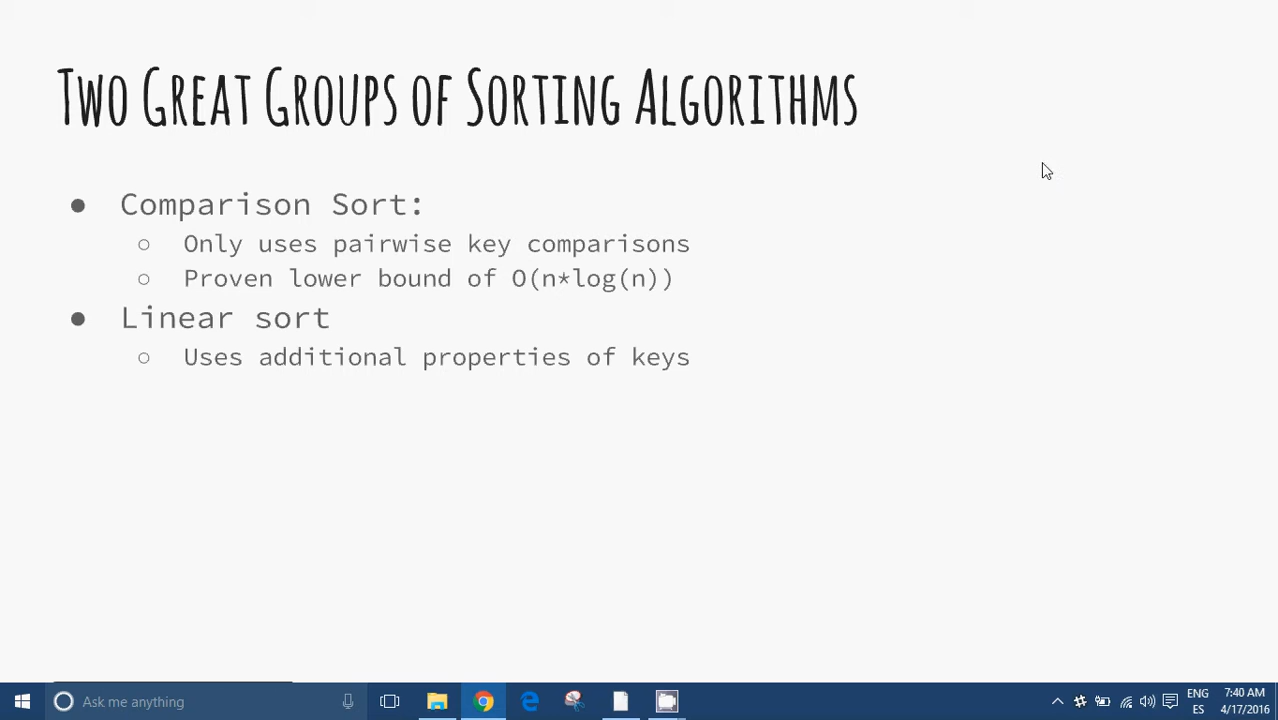 Two Great Groups of Sorting Algorithms
● Comparison Sort:
○ Only uses pairwise key comparisons
○ Proven lower bound of O(n*log(n))
● Linear sort
○ Uses additional properties of keys
Ask me anything
ENG
ES
7:40 AM
4/17/2016